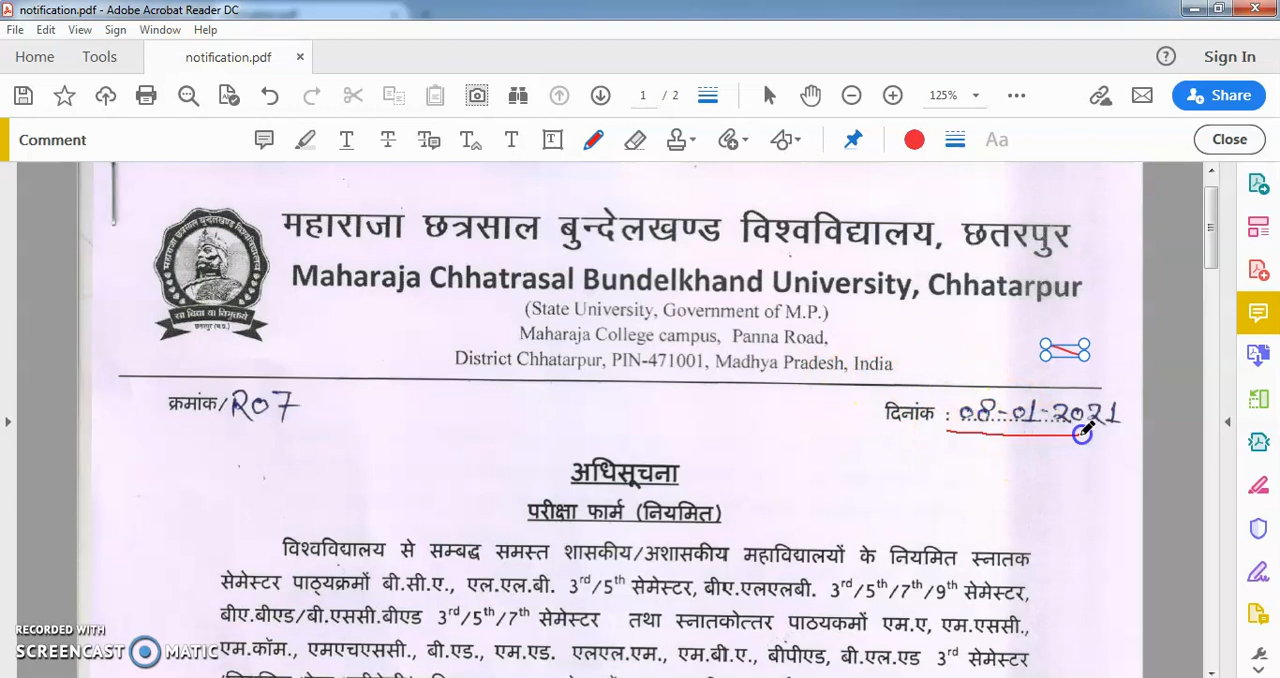 notification.pdf - Adobe Acrobat Reader DC
File Edit View Sign Window Help
Home Tools notification.pdf × Sign In
1 / 2 125%
Share
Comment
Aa
Close
महाराजा छत्रसाल बुन्देलखण्ड विश्वविद्यालय, छतरपुर
Maharaja Chhatrasal Bundelkhand University, Chhatarpur
(State University, Government of M.P.)
Maharaja College campus, Panna Road,
District Chhatarpur, PIN-471001, Madhya Pradesh, India
क्रमांक/R07 दिनांक : 08-01-2021
अधिसूचना
परीक्षा फार्म (नियमित)
विश्वविद्यालय से सम्बद्ध समस्त शासकीय/अशासकीय महाविद्यालयों के नियमित स्नातक
सेमेस्टर पाठ्यक्रमों बी.सी.ए., एल.एल.बी. 3rd/5th सेमेस्टर, बीए.एलएलबी. 3rd/5th/7th/9th सेमेस्टर,
बीए.बीएड/बी.एससी.बीएड 3rd/5th/7th सेमेस्टर तथा स्नातकोत्तर पाठयकमों एम.ए, एम.एससी.,
एम.कॉम., एमएचएससी., बी.एड., एम.एड. एलएल.एम., एम.बी.ए., बीपीएड, बी.एल.एड 3rd सेमेस्टर
RECORDED WITH
SCREENCAST MATIC